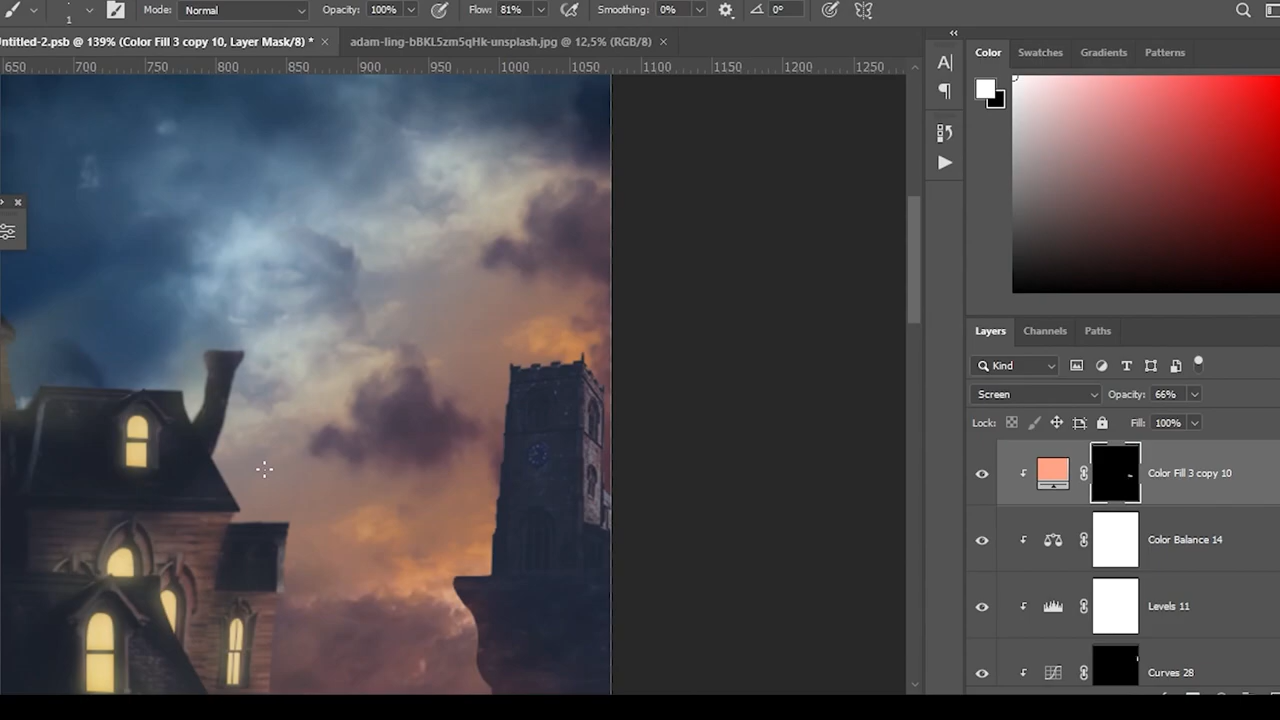 Mode: Normal Opacity: 100% Flow: 81% Smoothing: 0% 0°
1
ntitled-2.psb @ 139% (Color Fill 3 copy 10, Layer Mask/8) * adam-ling-bBKL5zm5qHk-unsplash.jpg @ 12,5% (RGB/8)
650 700 750 800 850 900 950 1000 1050 1100 1150 1200 1250
Color Swatches Gradients Patterns
Layers Channels Paths
Kind
Screen Opacity: 66%
Lock: Fill: 100%
Color Fill 3 copy 10
Color Balance 14
Levels 11
Curves 28